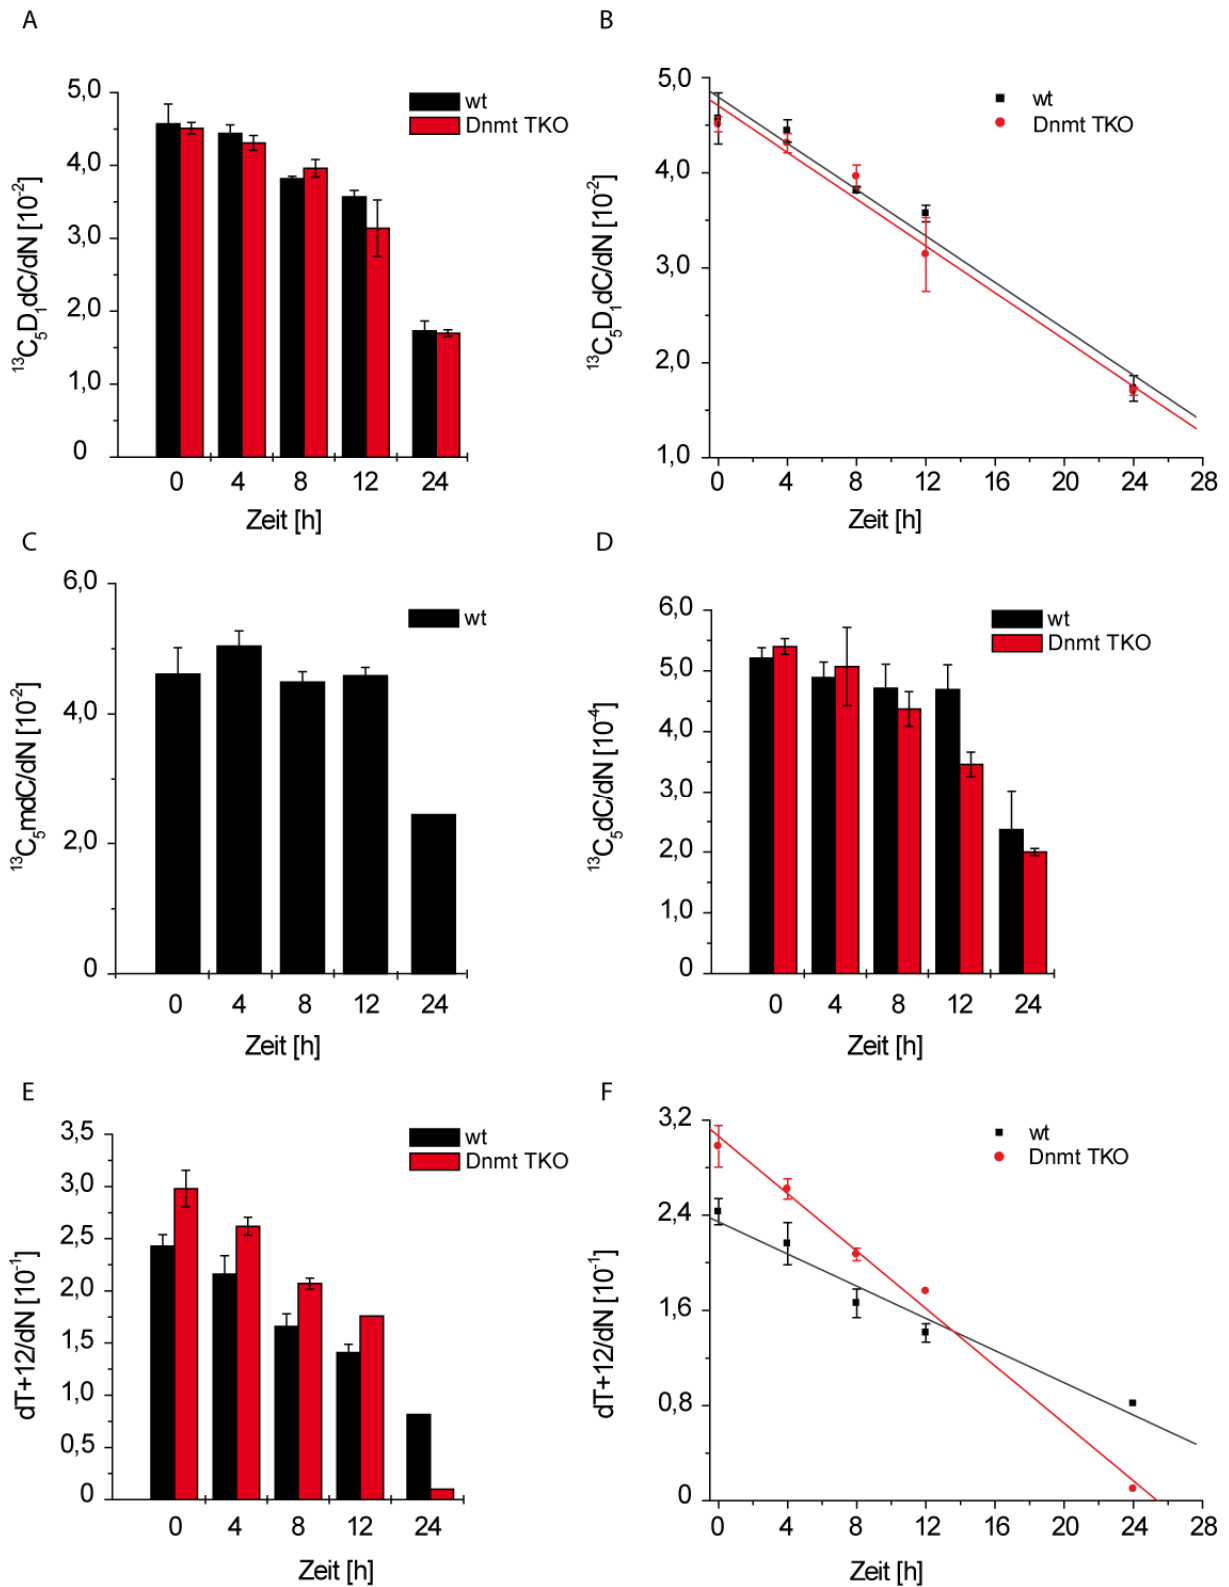 A
5,0
4,0
3,0
2,0
1,0
0
¹³C₅D₁dC/dN [10⁻²]
wt
Dnmt TKO
0 4 8 12 24
Zeit [h]
B
5,0
4,0
3,0
2,0
1,0
¹³C₅D₁dC/dN [10⁻²]
wt
Dnmt TKO
0 4 8 12 16 20 24 28
Zeit [h]
C
6,0
4,0
2,0
0
¹³C₅mdC/dN [10⁻²]
wt
0 4 8 12 24
Zeit [h]
D
6,0
5,0
4,0
3,0
2,0
1,0
0
¹³C₅dC/dN [10⁻⁴]
wt
Dnmt TKO
0 4 8 12 24
Zeit [h]
E
3,5
3,0
2,5
2,0
1,5
1,0
0,5
0
dT+12/dN [10⁻¹]
wt
Dnmt TKO
0 4 8 12 24
Zeit [h]
F
3,2
2,4
1,6
0,8
0
dT+12/dN [10⁻¹]
wt
Dnmt TKO
0 4 8 12 16 20 24 28
Zeit [h]